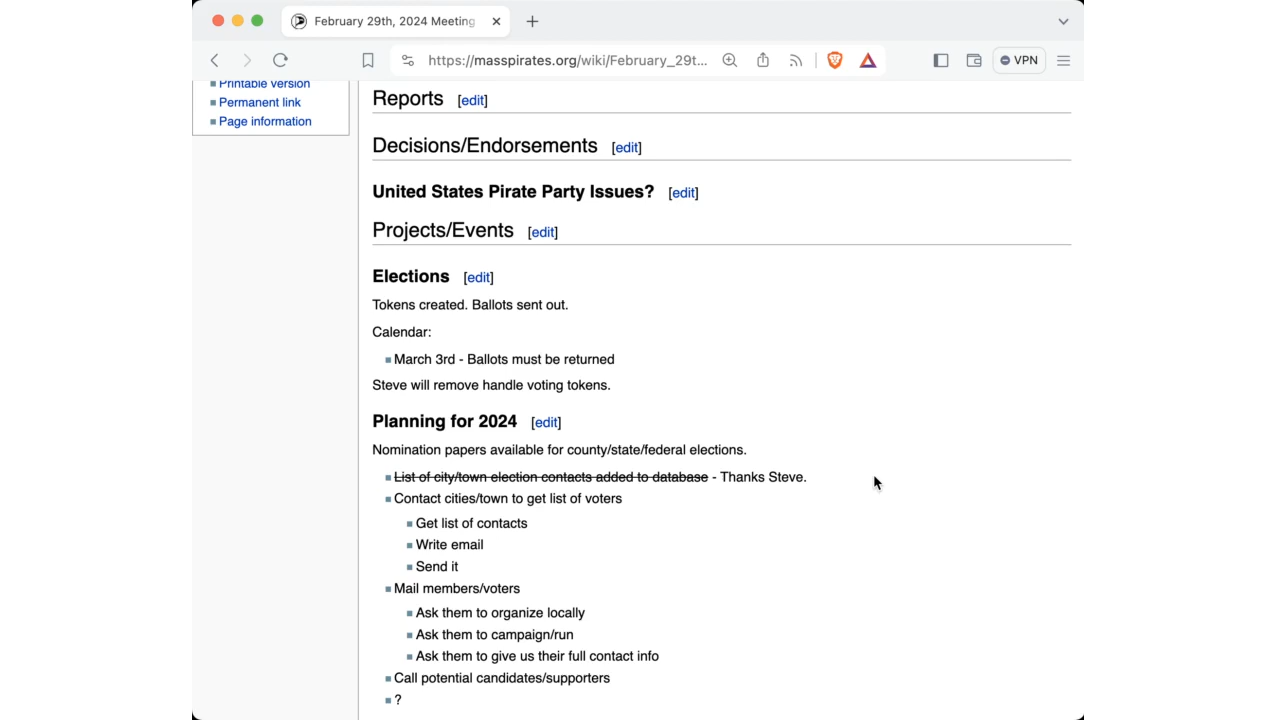 February 29th, 2024 Meeting
https://masspirates.org/wiki/February_29t...
VPN
Printable version
Permanent link
Page information
Reports [edit]
Decisions/Endorsements [edit]
United States Pirate Party Issues? [edit]
Projects/Events [edit]
Elections [edit]
Tokens created. Ballots sent out.
Calendar:
March 3rd - Ballots must be returned
Steve will remove handle voting tokens.
Planning for 2024 [edit]
Nomination papers available for county/state/federal elections.
List of city/town election contacts added to database - Thanks Steve.
Contact cities/town to get list of voters
Get list of contacts
Write email
Send it
Mail members/voters
Ask them to organize locally
Ask them to campaign/run
Ask them to give us their full contact info
Call potential candidates/supporters
?